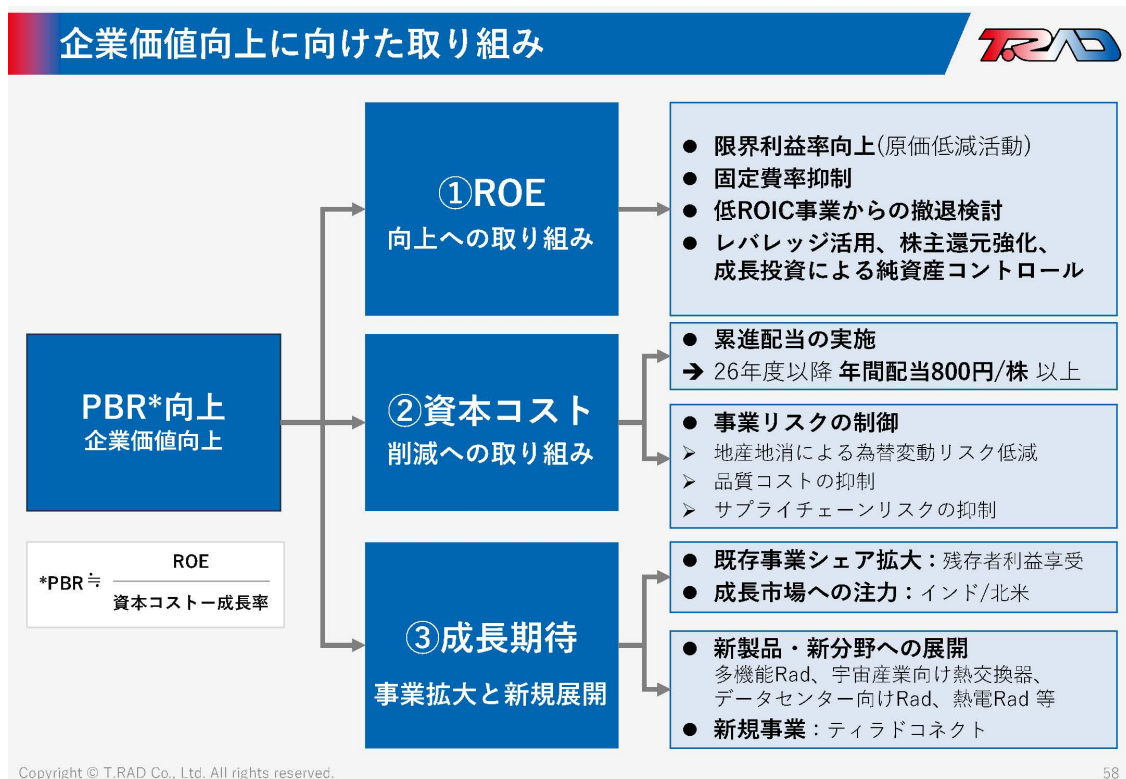 企業価値向上に向けた取り組み
T.RAD
PBR*向上
企業価値向上
*PBR≒
ROE
資本コストー成長率
①ROE
向上への取り組み
● 限界利益率向上(原価低減活動)
● 固定費率抑制
● 低ROIC事業からの撤退検討
● レバレッジ活用、株主還元強化、
成長投資による純資産コントロール
②資本コスト
削減への取り組み
● 累進配当の実施
➔ 26年度以降 年間配当800円/株 以上
● 事業リスクの制御
➢ 地産地消による為替変動リスク低減
➢ 品質コストの抑制
➢ サプライチェーンリスクの抑制
③成長期待
事業拡大と新規展開
● 既存事業シェア拡大：残存者利益享受
● 成長市場への注力：インド/北米
● 新製品・新分野への展開
多機能Rad、宇宙産業向け熱交換器、
データセンター向けRad、熱電Rad 等
● 新規事業：ティラドコネクト
Copyright © T.RAD Co., Ltd. All rights reserved.
58